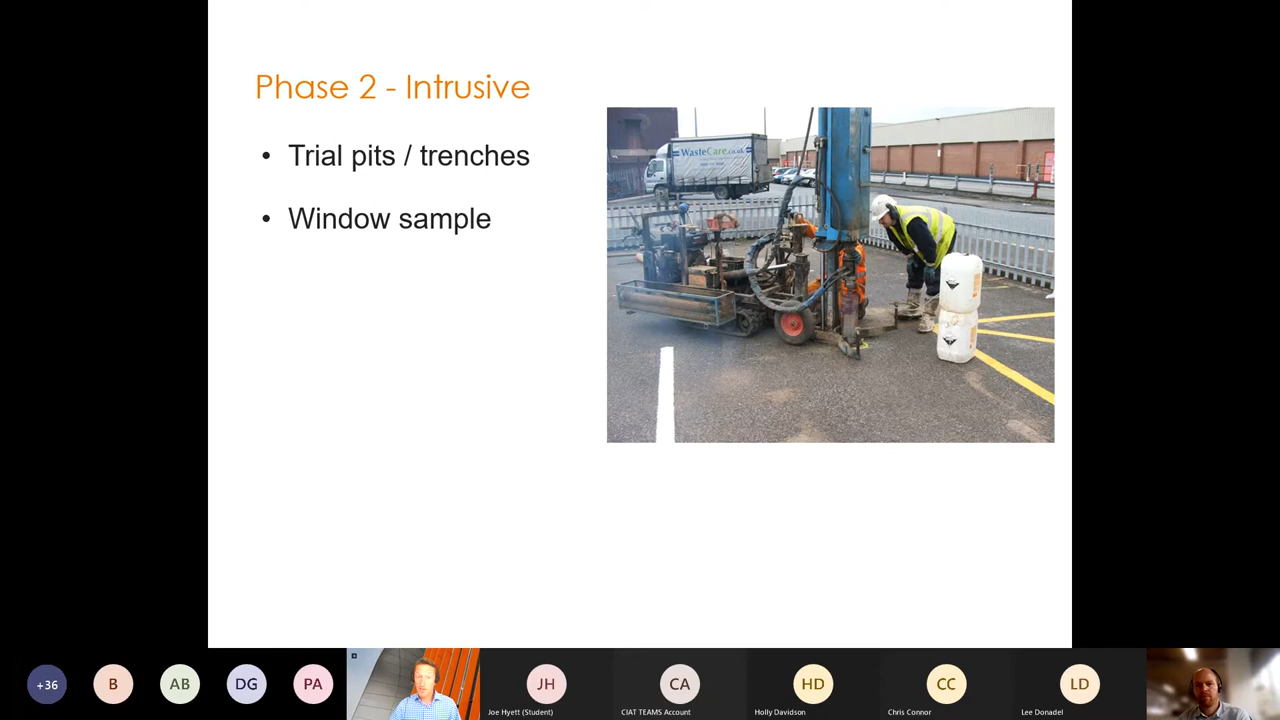 Phase 2 - Intrusive
• Trial pits / trenches
• Window sample
WasteCare.co.uk
+36
B
AB
DG
PA
JH
CA
HD
CC
LD
Joe Hyett (Student)
CIAT TEAMS Account
Holly Davidson
Chris Connor
Lee Donadel